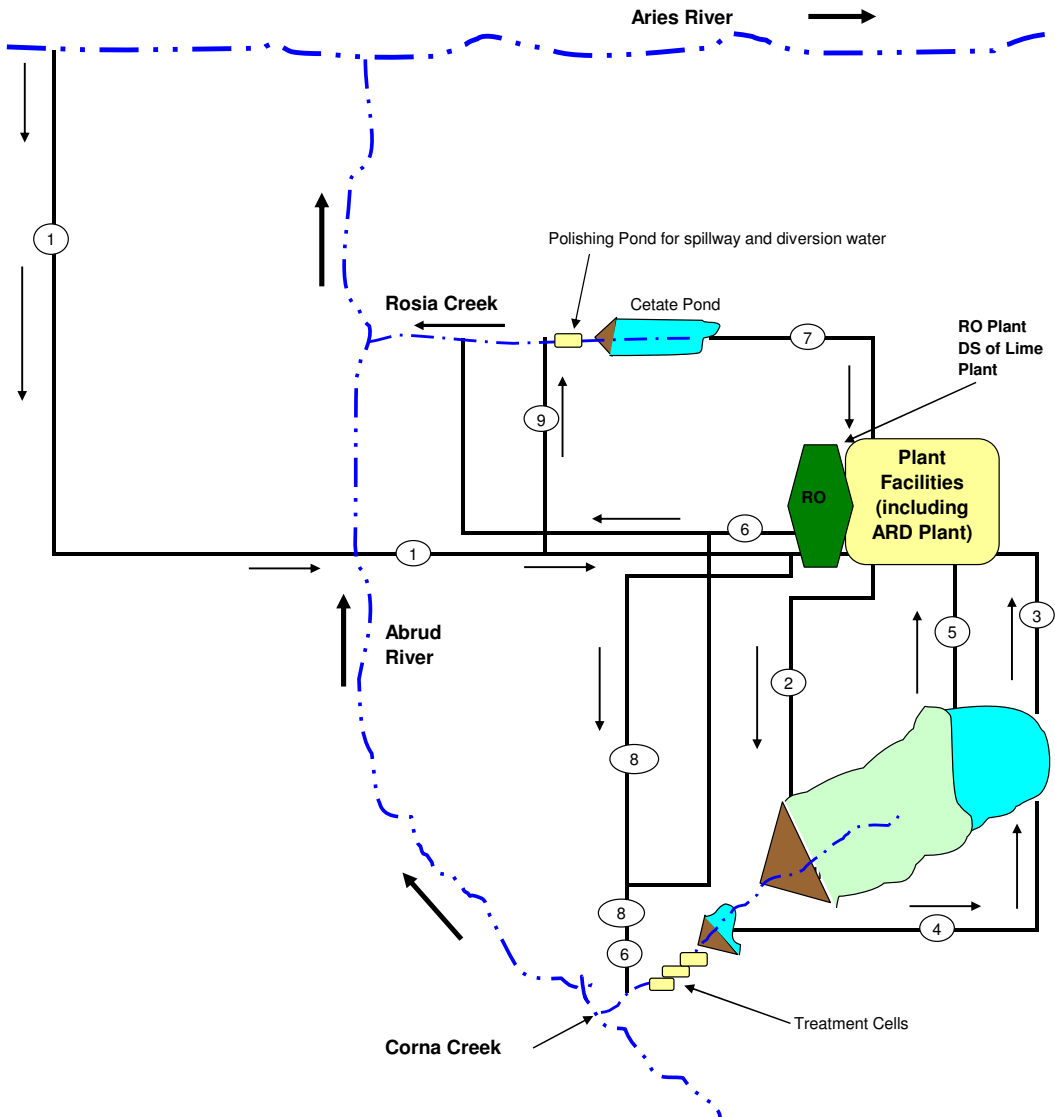 Aries River
1
Polishing Pond for spillway and diversion water
Rosia Creek
Cetate Pond
7
RO Plant
DS of Lime
Plant
9
Plant
Facilities
(including
ARD Plant)
RO
6
1
Abrud
River
5
3
2
8
8
4
6
Treatment Cells
Corna Creek